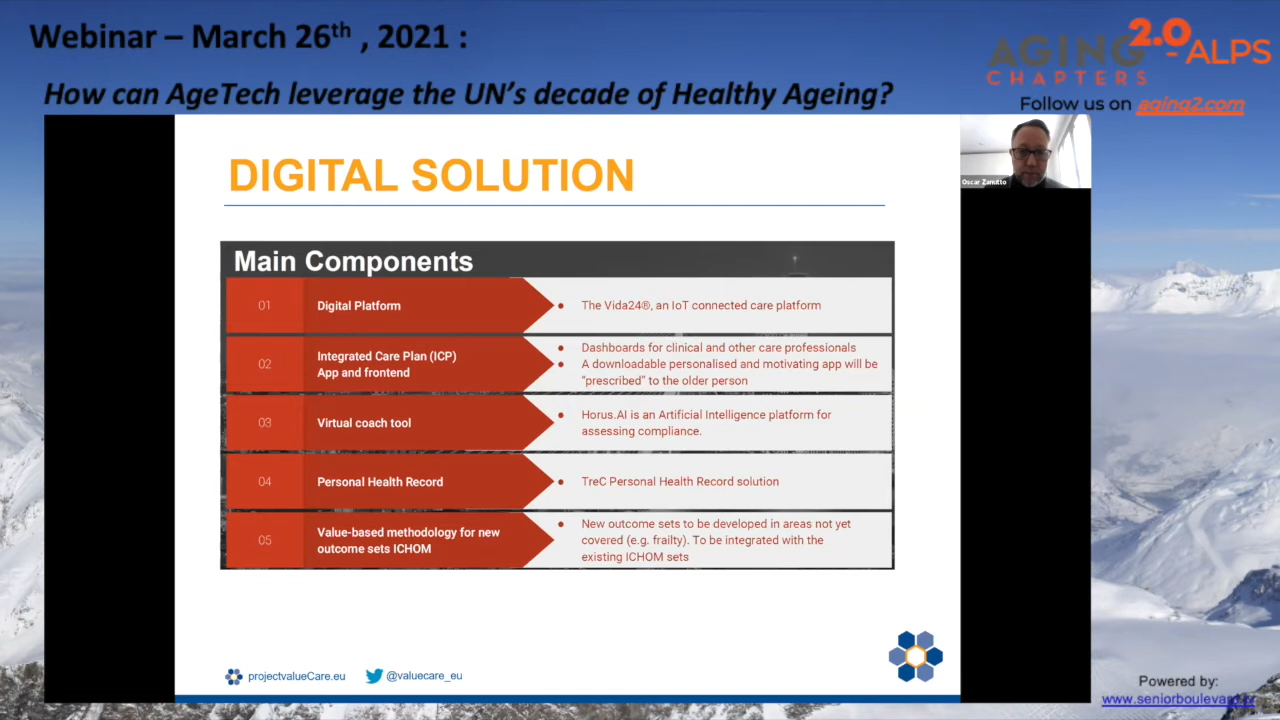 Webinar – March 26th , 2021 :
How can AgeTech leverage the UN's decade of Healthy Ageing?
AGING 2.0 - ALPS
CHAPTERS
Follow us on aging2.com
Oscar Zanutto
DIGITAL SOLUTION
Main Components
01 Digital Platform
● The Vida24®, an IoT connected care platform
02 Integrated Care Plan (ICP)
App and frontend
● Dashboards for clinical and other care professionals
● A downloadable personalised and motivating app will be
"prescribed" to the older person
03 Virtual coach tool
● Horus.AI is an Artificial Intelligence platform for
assessing compliance.
04 Personal Health Record
● TreC Personal Health Record solution
05 Value-based methodology for new
outcome sets ICHOM
● New outcome sets to be developed in areas not yet
covered (e.g. frailty). To be integrated with the
existing ICHOM sets
projectvalueCare.eu @valuecare_eu
Powered by: